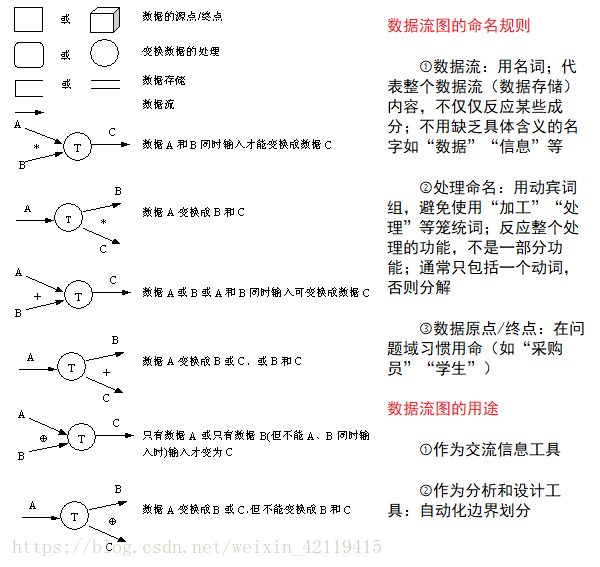 或
数据的源点/终点
或
变换数据的处理
或
数据存储
数据流
A
B
*
T
C
数据 A 和 B 同时输入才能变换成数据 C
A
T
B
*
C
数据 A 变换成 B 和 C
A
B
+
T
C
数据 A 或 B 或 A 和 B 同时输入可变换成数据 C
A
T
B
+
C
数据 A 变换成 B 或 C，或 B 和 C
A
B
⊕
T
C
只有数据 A 或只有数据 B(但不能 A、B 同时输
入时)输入才变为 C
A
T
B
⊕
C
数据 A 变换成 B 或 C,但不能变换成 B 和 C
数据流图的命名规则
①数据流：用名词；代
表整个数据流（数据存储）
内容，不仅仅反应某些成
分；不用缺乏具体含义的名
字如“数据”“信息”等
②处理命名：用动宾词
组，避免使用“加工”“处
理”等笼统词；反应整个处
理的功能，不是一部分功
能；通常只包括一个动词，
否则分解
③数据原点/终点：在问
题域习惯用命（如“采购
员”“学生”）
数据流图的用途
①作为交流信息工具
②作为分析和设计工
具：自动化边界划分
https://blog.csdn.net/weixin_42119415